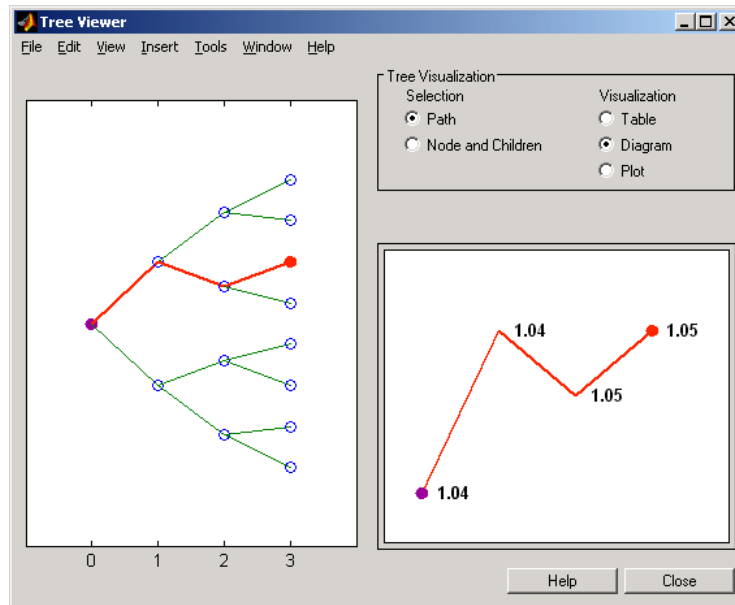 Tree Viewer
File Edit View Insert Tools Window Help
Tree Visualization
Selection Visualization
Path Table
Node and Children Diagram
Plot
1.04 1.05
1.05
1.04
0 1 2 3
Help Close